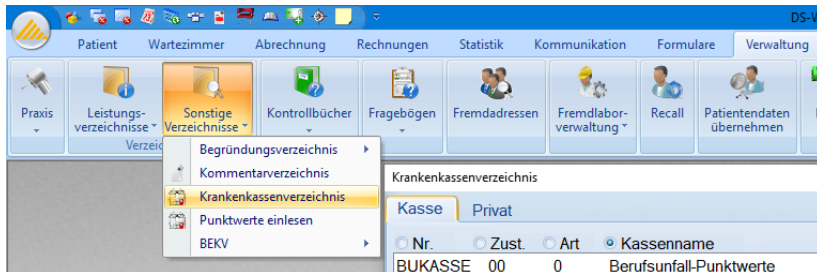 DS-W
Patient Wartezimmer Abrechnung Rechnungen Statistik Kommunikation Formulare Verwaltung
Praxis Leistungs- Sonstige Kontrollbücher Fragebögen Fremdadressen Fremdlabor- Recall Patientendaten
verzeichnisse Verzeichnisse verwaltung übernehmen
Verzeic
Begründungsverzeichnis
Kommentarverzeichnis
Krankenkassenverzeichnis
Punktwerte einlesen
BEKV
Krankenkassenverzeichnis
Kasse Privat
Nr. Zust. Art Kassenname
BUKASSE 00 0 Berufsunfall-Punktwerte